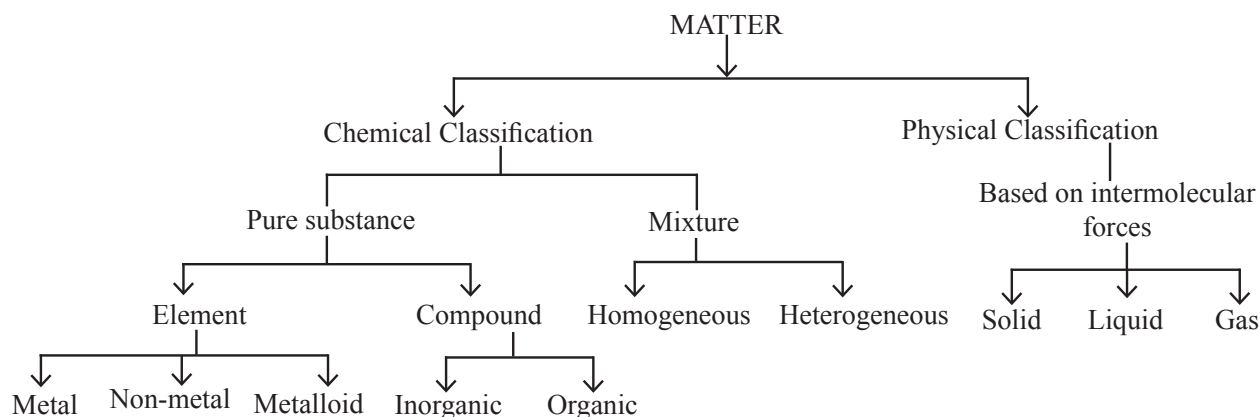 MATTER
Chemical Classification
Physical Classification
Based on intermolecular
forces
Pure substance
Mixture
Element
Compound
Homogeneous
Heterogeneous
Solid
Liquid
Gas
Metal
Non-metal
Metalloid
Inorganic
Organic